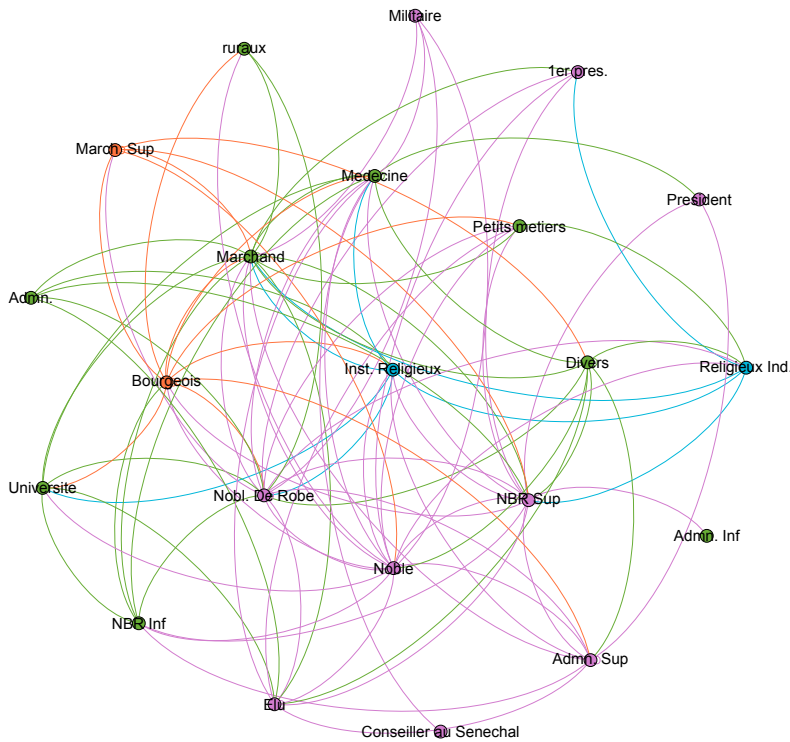 Militaire
ruraux
1er pres.
March. Sup
Medecine
President
Petits metiers
Marchand
Admn.
Bourgeois
Inst. Religieux
Divers
Religieux Ind.
Universite
Nobl. De Robe
NBR Sup
Admn. Inf
Noble
NBR Inf
Admn. Sup
Elu
Conseiller au Senechal